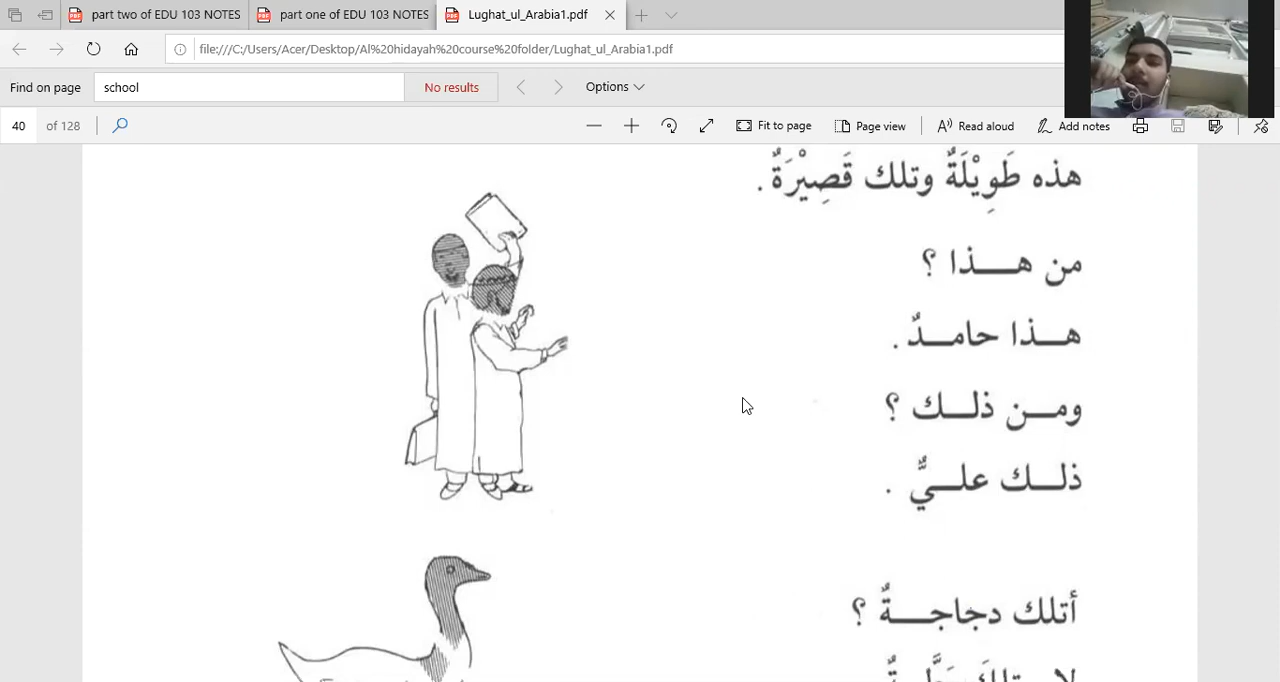 part two of EDU 103 NOTES
part one of EDU 103 NOTES
Lughat_ul_Arabia1.pdf
file:///C:/Users/Acer/Desktop/Al%20hidayah%20course%20folder/Lughat_ul_Arabia1.pdf
Find on page school No results Options
40 of 128 Fit to page Page view Read aloud Add notes
هذه طَوِيْلَةٌ وتلك قَصِيْرَةٌ .
من هـــذا ؟
هـــذا حامـــدٌ .
ومـــن ذلـــك ؟
ذلـــك علـــيٌّ .
أتلك دجاجـــةٌ ؟